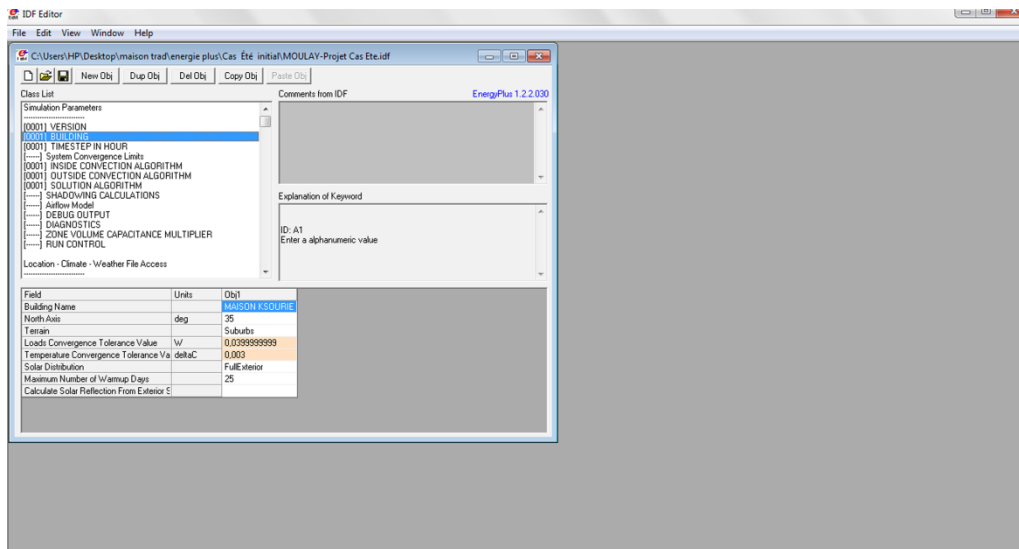 IDF Editor
File Edit View Window Help
C:\Users\HP\Desktop\maison trad\energie plus\Cas Été initial\MOULAY-Projet Cas Ete.idf
New Obj Dup Obj Del Obj Copy Obj Paste Obj
Class List
Comments from IDF
EnergyPlus 1.2.2.030
Simulation Parameters
------------------------
[0001] VERSION
[0001] BUILDING
[0001] TIMESTEP IN HOUR
[------] System Convergence Limits
[0001] INSIDE CONVECTION ALGORITHM
[0001] OUTSIDE CONVECTION ALGORITHM
[0001] SOLUTION ALGORITHM
[------] SHADOWING CALCULATIONS
[------] Airflow Model
[------] DEBUG OUTPUT
[------] DIAGNOSTICS
[------] ZONE VOLUME CAPACITANCE MULTIPLIER
[------] RUN CONTROL
Location - Climate - Weather File Access
------------------------
Explanation of Keyword
ID: A1
Enter a alphanumeric value
Field Units Obj1
Building Name MAISON KSOURIE
North Axis deg 35
Terrain Suburbs
Loads Convergence Tolerance Value W 0,0399999999
Temperature Convergence Tolerance Va deltaC 0,003
Solar Distribution FullExterior
Maximum Number of Warmup Days 25
Calculate Solar Reflection From Exterior S